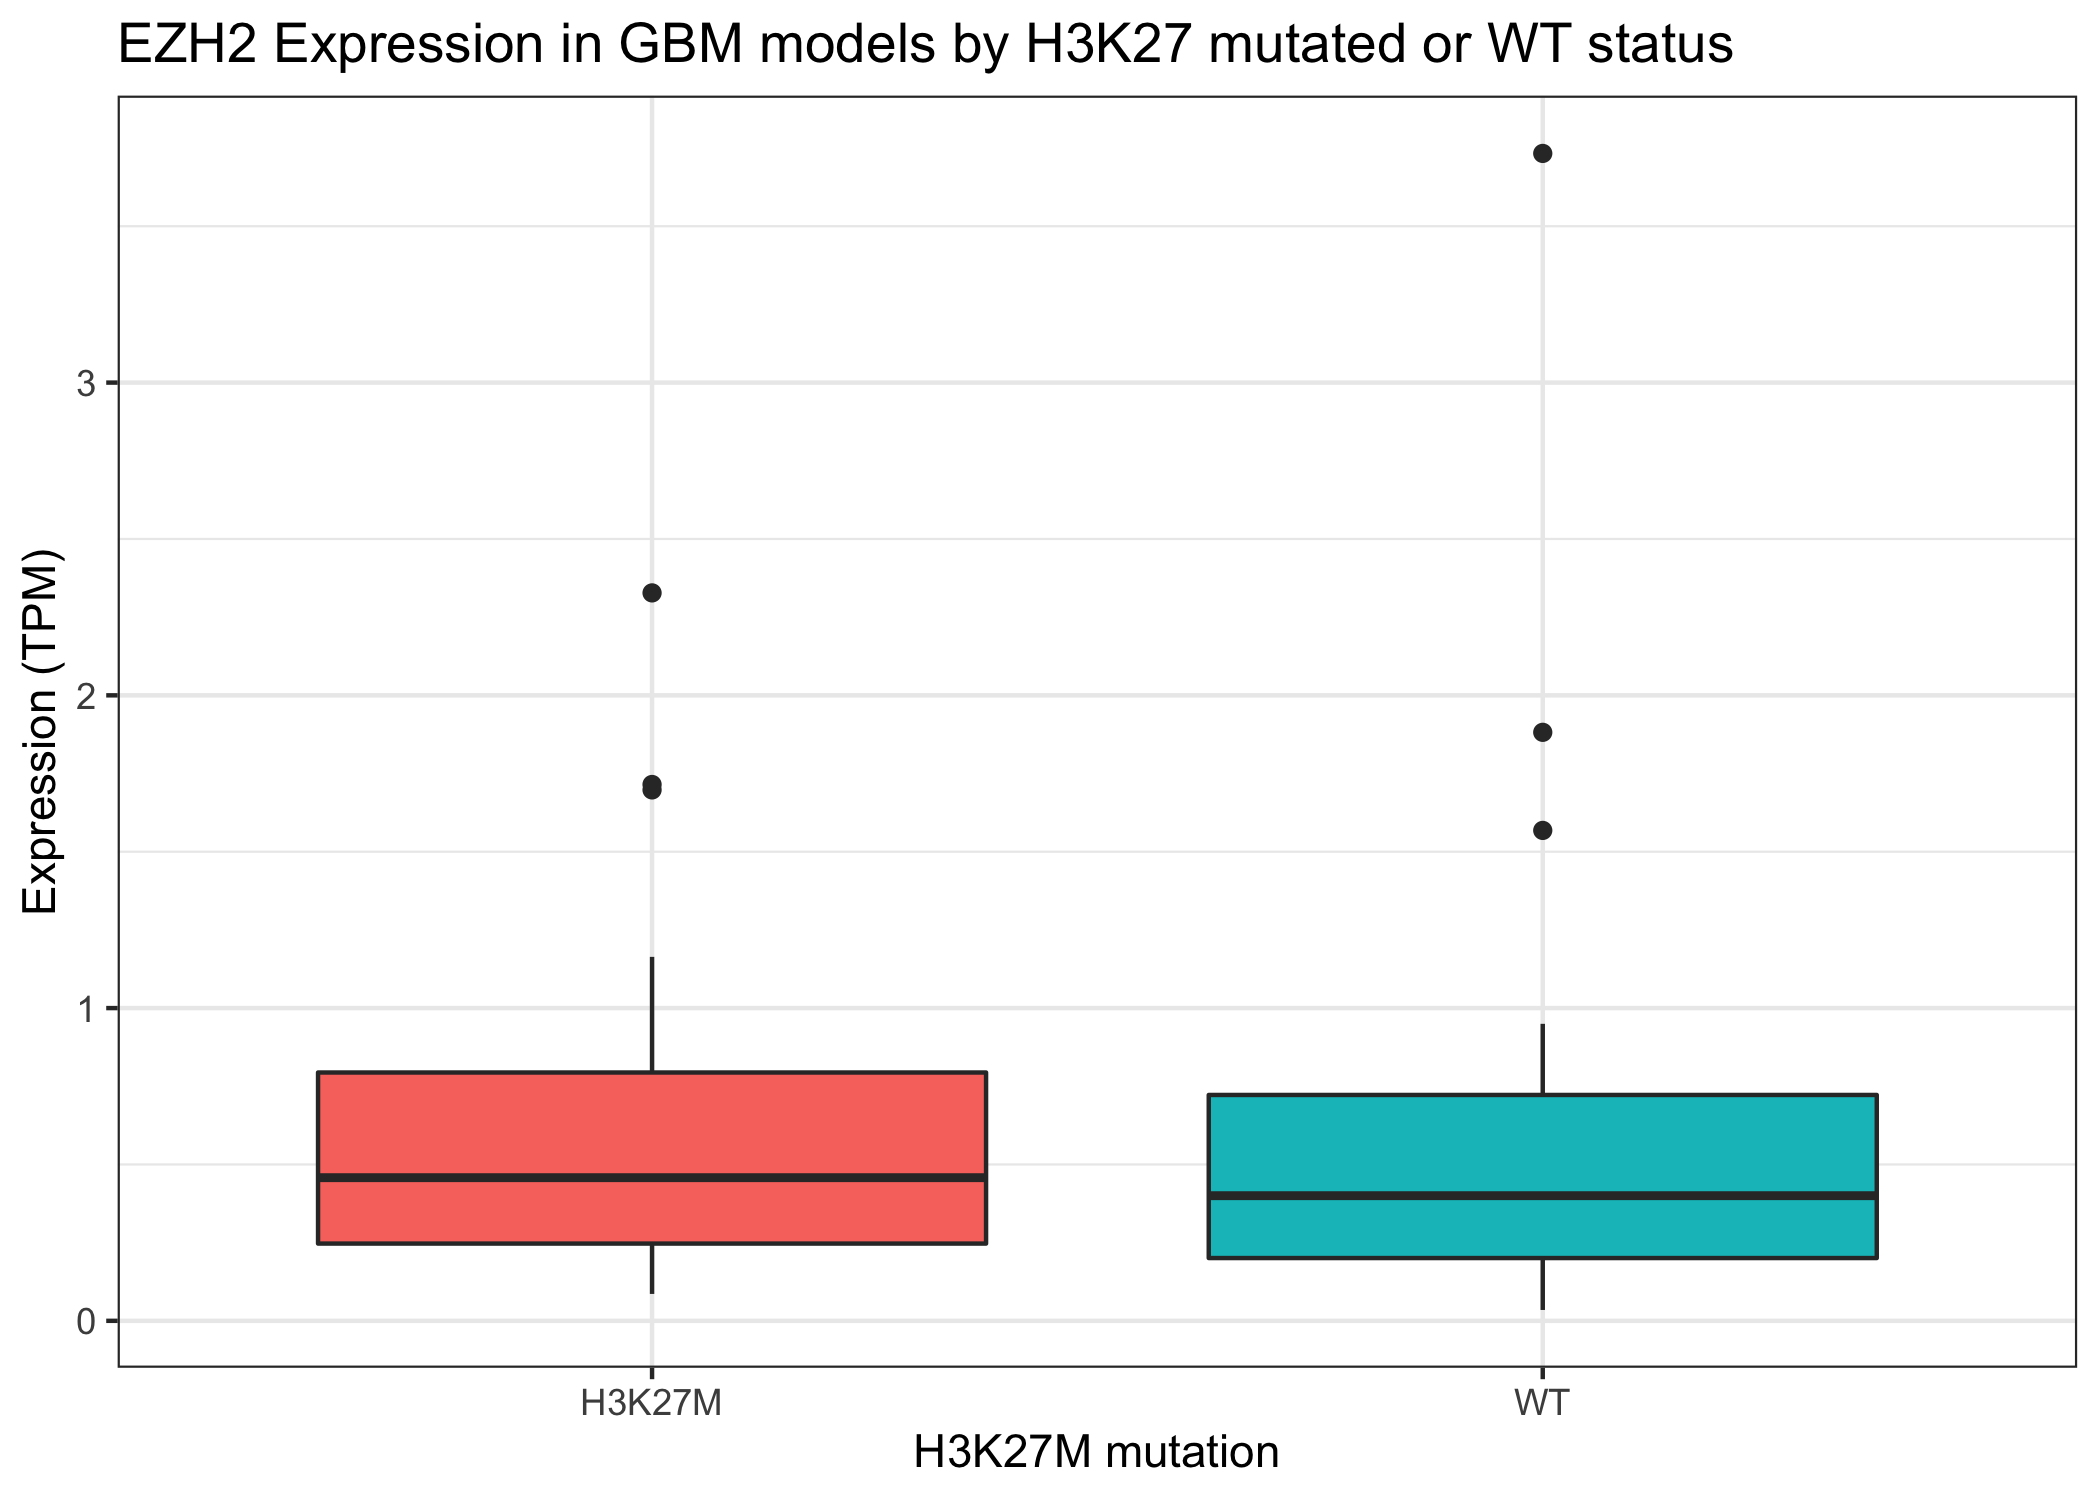 EZH2 Expression in GBM models by H3K27 mutated or WT status
Expression (TPM)
3
2
1
0
H3K27M
WT
H3K27M mutation